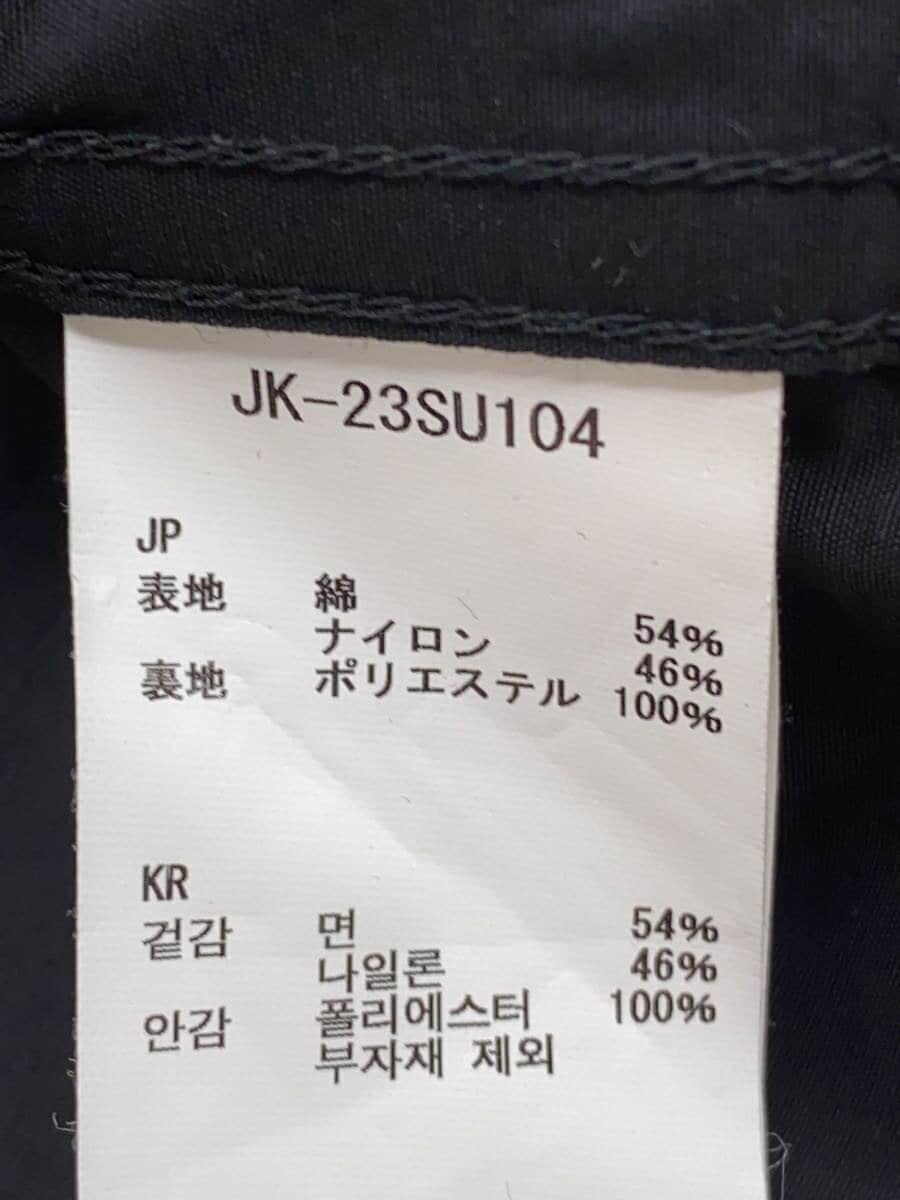 JK-23SU104
JP
表地 綿 54%
ナイロン 46%
裏地 ポリエステル 100%
KR
겉감 면 54%
나일론 46%
안감 폴리에스터 100%
부자재 제외